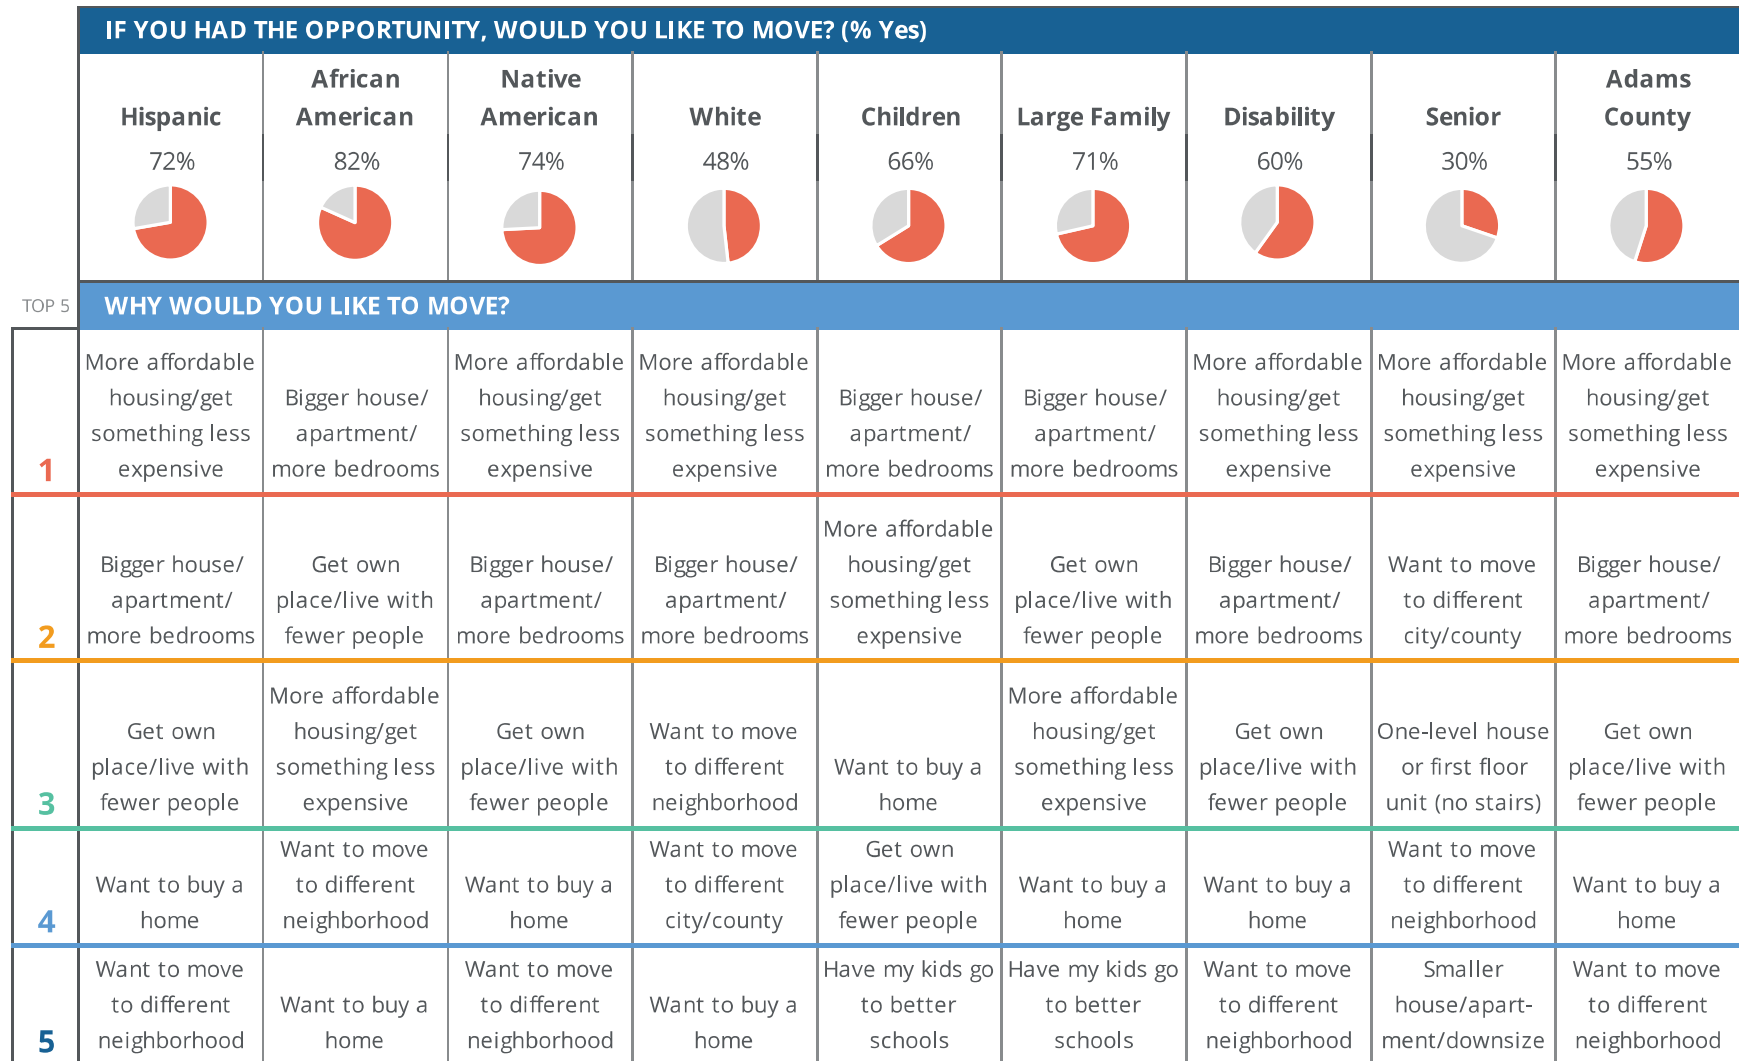 IF YOU HAD THE OPPORTUNITY, WOULD YOU LIKE TO MOVE? (% Yes)
Hispanic
African
American
Native
American
White
Children
Large Family
Disability
Senior
Adams
County
72%
82%
74%
48%
66%
71%
60%
30%
55%
TOP 5
WHY WOULD YOU LIKE TO MOVE?
1
More affordable
housing/get
something less
expensive
Bigger house/
apartment/
more bedrooms
More affordable
housing/get
something less
expensive
More affordable
housing/get
something less
expensive
Bigger house/
apartment/
more bedrooms
Bigger house/
apartment/
more bedrooms
More affordable
housing/get
something less
expensive
More affordable
housing/get
something less
expensive
More affordable
housing/get
something less
expensive
2
Bigger house/
apartment/
more bedrooms
Get own
place/live with
fewer people
Bigger house/
apartment/
more bedrooms
Bigger house/
apartment/
more bedrooms
More affordable
housing/get
something less
expensive
Get own
place/live with
fewer people
Bigger house/
apartment/
more bedrooms
Want to move
to different
city/county
Bigger house/
apartment/
more bedrooms
3
Get own
place/live with
fewer people
More affordable
housing/get
something less
expensive
Get own
place/live with
fewer people
Want to move
to different
neighborhood
Want to buy a
home
More affordable
housing/get
something less
expensive
Get own
place/live with
fewer people
One-level house
or first floor
unit (no stairs)
Get own
place/live with
fewer people
4
Want to buy a
home
Want to move
to different
neighborhood
Want to buy a
home
Want to move
to different
city/county
Get own
place/live with
fewer people
Want to buy a
home
Want to buy a
home
Want to move
to different
neighborhood
Want to buy a
home
5
Want to move
to different
neighborhood
Want to buy a
home
Want to move
to different
neighborhood
Want to buy a
home
Have my kids go
to better
schools
Have my kids go
to better
schools
Want to move
to different
neighborhood
Smaller
house/apart-
ment/downsize
Want to move
to different
neighborhood